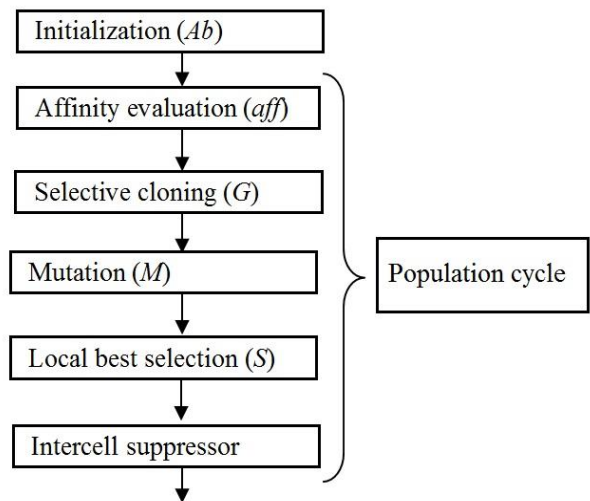 Initialization (Ab)
Affinity evaluation (aff)
Selective cloning (G)
Mutation (M)
Population cycle
Local best selection (S)
Intercell suppressor